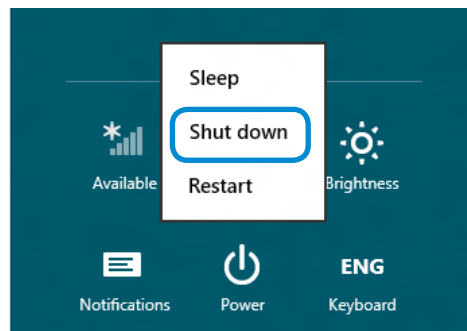 Sleep
Shut down
Restart
Available
Brightness
Notifications
Power
ENG
Keyboard